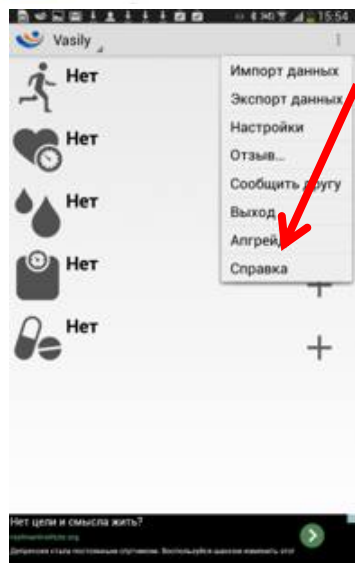 15:54
Vasily
Нет
Нет
Нет
Нет
Нет
Импорт данных
Экспорт данных
Настройки
Отзыв...
Сообщить другу
Выход
Апгрейд
Справка
Нет цели и смысла жить?